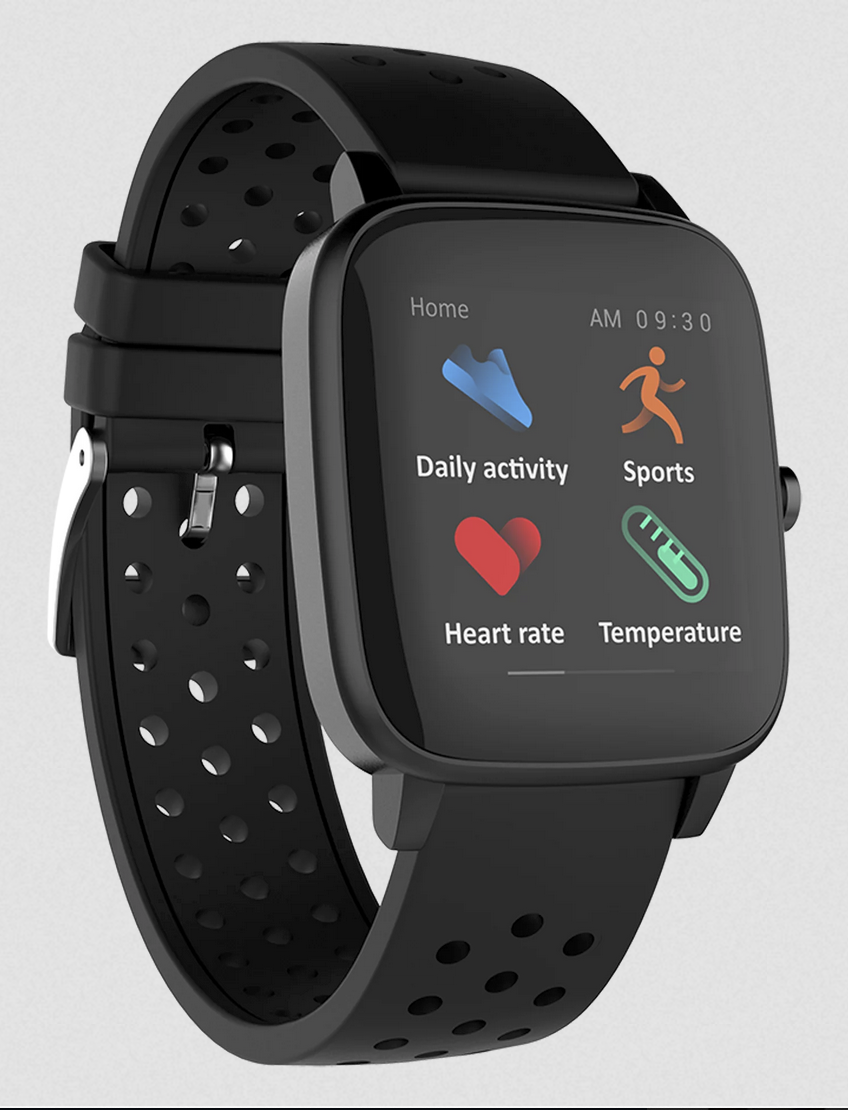 Home
AM 09:30
Daily activity
Sports
Heart rate
Temperature